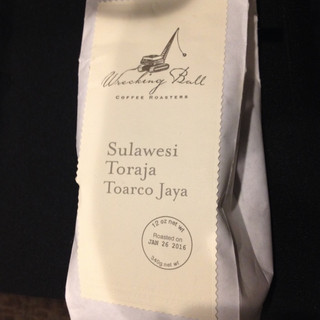 Wrecking Ball
COFFEE ROASTERS
Sulawesi
Toraja
Toarco Jaya
12 oz net wt
Roasted on
JAN 26 2016
340g net wt